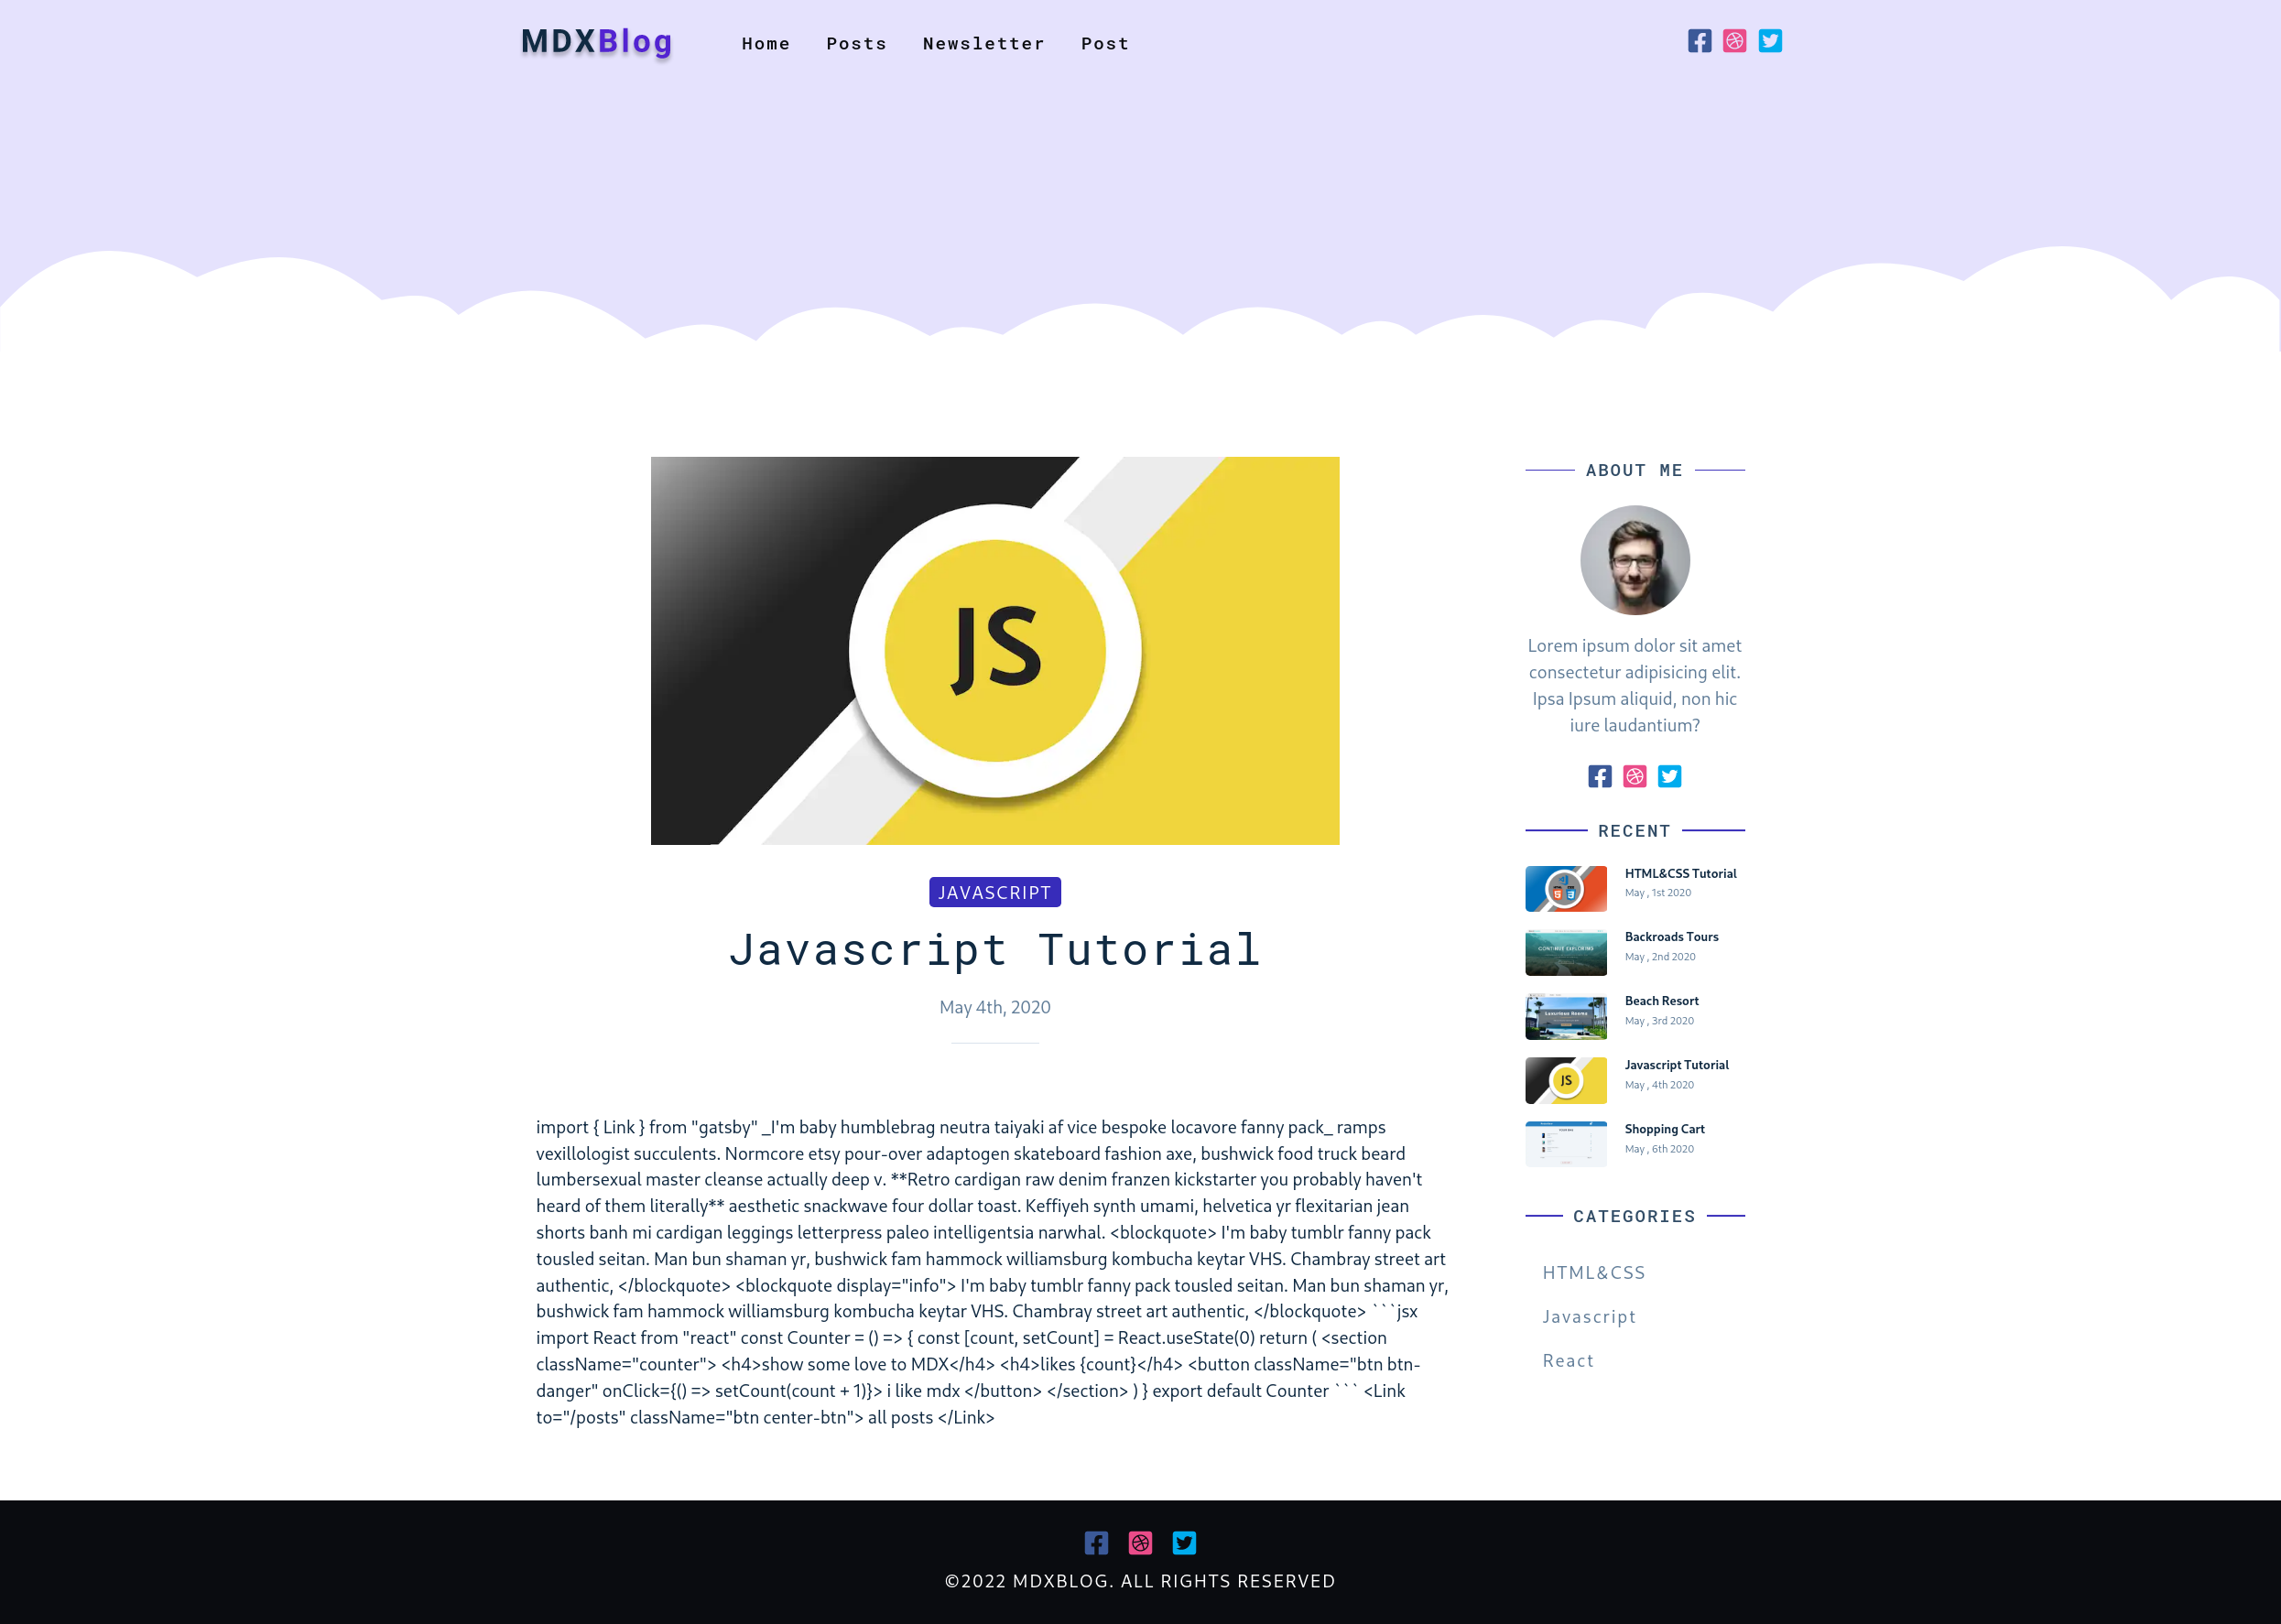 MDXBlog
Home Posts Newsletter Post
JS
JAVASCRIPT
Javascript Tutorial
May 4th, 2020
import { Link } from "gatsby" _I'm baby humblebrag neutra taiyaki af vice bespoke locavore fanny pack_ ramps
vexillologist succulents. Normcore etsy pour-over adaptogen skateboard fashion axe, bushwick food truck beard
lumbersexual master cleanse actually deep v. **Retro cardigan raw denim franzen kickstarter you probably haven't
heard of them literally** aesthetic snackwave four dollar toast. Keffiyeh synth umami, helvetica yr flexitarian jean
shorts banh mi cardigan leggings letterpress paleo intelligentsia narwhal. <blockquote> I'm baby tumblr fanny pack
tousled seitan. Man bun shaman yr, bushwick fam hammock williamsburg kombucha keytar VHS. Chambray street art
authentic, </blockquote> <blockquote display="info"> I'm baby tumblr fanny pack tousled seitan. Man bun shaman yr,
bushwick fam hammock williamsburg kombucha keytar VHS. Chambray street art authentic, </blockquote> ```jsx
import React from "react" const Counter = () => { const [count, setCount] = React.useState(0) return ( <section
className="counter"> <h4>show some love to MDX</h4> <h4>likes {count}</h4> <button className="btn btn-
danger" onClick={() => setCount(count + 1)}> i like mdx </button> </section> ) } export default Counter ``` <Link
to="/posts" className="btn center-btn"> all posts </Link>
ABOUT ME
Lorem ipsum dolor sit amet
consectetur adipisicing elit.
Ipsa Ipsum aliquid, non hic
iure laudantium?
RECENT
HTML&CSS Tutorial
May , 1st 2020
CONTINUE EXPLORING
Backroads Tours
May , 2nd 2020
Luxurious Rooms
Beach Resort
May , 3rd 2020
JS
Javascript Tutorial
May , 4th 2020
Shopping Cart
May , 6th 2020
CATEGORIES
HTML&CSS
Javascript
React
©2022 MDXBLOG. ALL RIGHTS RESERVED